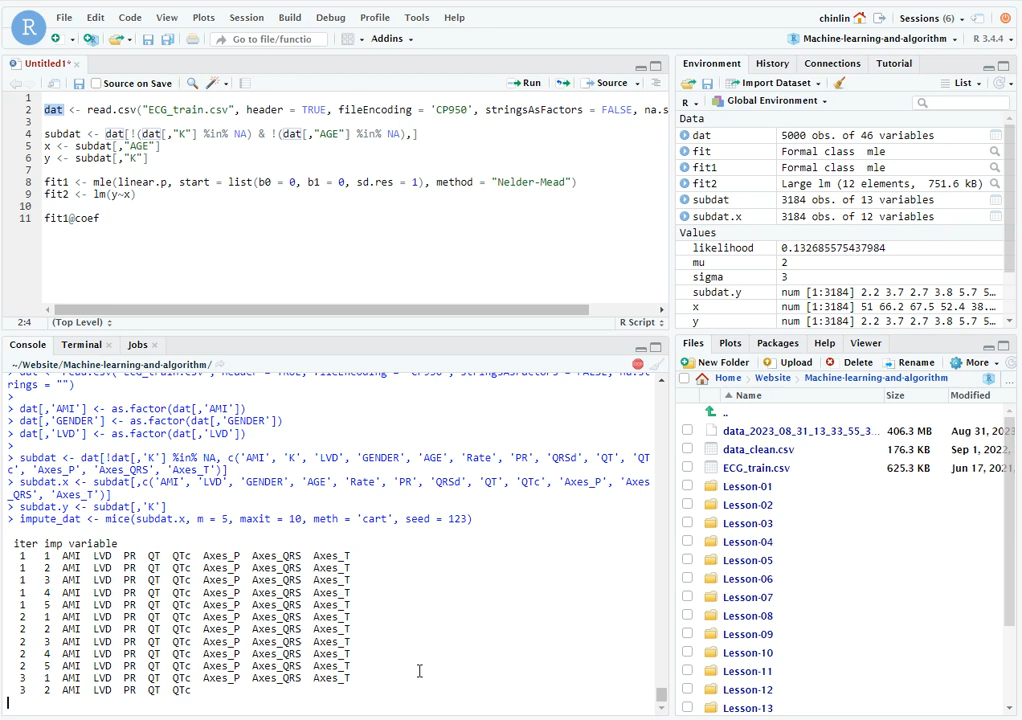 File Edit Code View Plots Session Build Debug Profile Tools Help
chinlin Sessions (6)
Go to file/functio Addins
Machine-learning-and-algorithm R 3.4.4
Untitled1*
Source on Save Run Source
1
2 dat <- read.csv("ECG_train.csv", header = TRUE, fileEncoding = 'CP950', stringsAsFactors = FALSE, na.s
3
4 subdat <- dat[!(dat[,"K"] %in% NA) & !(dat[,"AGE"] %in% NA),]
5 x <- subdat[,"AGE"]
6 y <- subdat[,"K"]
7
8 fit1 <- mle(linear.p, start = list(b0 = 0, b1 = 0, sd.res = 1), method = "Nelder-Mead")
9 fit2 <- lm(y~x)
10
11 fit1@coef
2:4 (Top Level) R Script
Console Terminal Jobs
~/Website/Machine-learning-and-algorithm/
rings = "")
>
> dat[,'AMI'] <- as.factor(dat[,'AMI'])
> dat[,'GENDER'] <- as.factor(dat[,'GENDER'])
> dat[,'LVD'] <- as.factor(dat[,'LVD'])
>
> subdat <- dat[!dat[,'K'] %in% NA, c('AMI', 'K', 'LVD', 'GENDER', 'AGE', 'Rate', 'PR', 'QRSd', 'QT', 'QT
c', 'Axes_P', 'Axes_QRS', 'Axes_T')]
> subdat.x <- subdat[,c('AMI', 'LVD', 'GENDER', 'AGE', 'Rate', 'PR', 'QRSd', 'QT', 'QTc', 'Axes_P', 'Axes
_QRS', 'Axes_T')]
> subdat.y <- subdat[,'K']
> impute_dat <- mice(subdat.x, m = 5, maxit = 10, meth = 'cart', seed = 123)
iter imp variable
1 1 AMI LVD PR QT QTc Axes_P Axes_QRS Axes_T
1 2 AMI LVD PR QT QTc Axes_P Axes_QRS Axes_T
1 3 AMI LVD PR QT QTc Axes_P Axes_QRS Axes_T
1 4 AMI LVD PR QT QTc Axes_P Axes_QRS Axes_T
1 5 AMI LVD PR QT QTc Axes_P Axes_QRS Axes_T
2 1 AMI LVD PR QT QTc Axes_P Axes_QRS Axes_T
2 2 AMI LVD PR QT QTc Axes_P Axes_QRS Axes_T
2 3 AMI LVD PR QT QTc Axes_P Axes_QRS Axes_T
2 4 AMI LVD PR QT QTc Axes_P Axes_QRS Axes_T
2 5 AMI LVD PR QT QTc Axes_P Axes_QRS Axes_T
3 1 AMI LVD PR QT QTc Axes_P Axes_QRS Axes_T
3 2 AMI LVD PR QT QTc
Environment History Connections Tutorial
Import Dataset List
R Global Environment
Data
dat 5000 obs. of 46 variables
fit Formal class mle
fit1 Formal class mle
fit2 Large lm (12 elements, 751.6 kB)
subdat 3184 obs. of 13 variables
subdat.x 3184 obs. of 12 variables
Values
likelihood 0.132685575437984
mu 2
sigma 3
subdat.y num [1:3184] 2.2 3.7 2.7 3.8 5.7 5…
x num [1:3184] 51 66.2 67.5 52.4 38.…
y num [1:3184] 2.2 3.7 2.7 3.8 5.7 5…
Files Plots Packages Help Viewer
New Folder Upload Delete Rename More
Home Website Machine-learning-and-algorithm ...
Name Size Modified
..
data_2023_08_31_13_33_55_3... 406.3 MB Aug 31, 2023
data_clean.csv 176.3 KB Sep 1, 2022,
ECG_train.csv 625.3 KB Jun 17, 2021,
Lesson-01
Lesson-02
Lesson-03
Lesson-04
Lesson-05
Lesson-06
Lesson-07
Lesson-08
Lesson-09
Lesson-10
Lesson-11
Lesson-12
Lesson-13